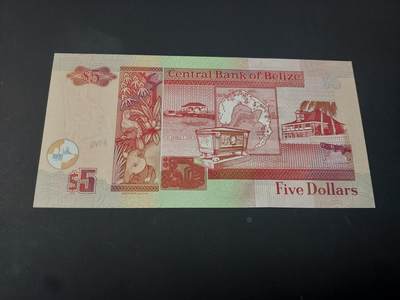 $5
Central Bank of Belize
$5
Five Dollars